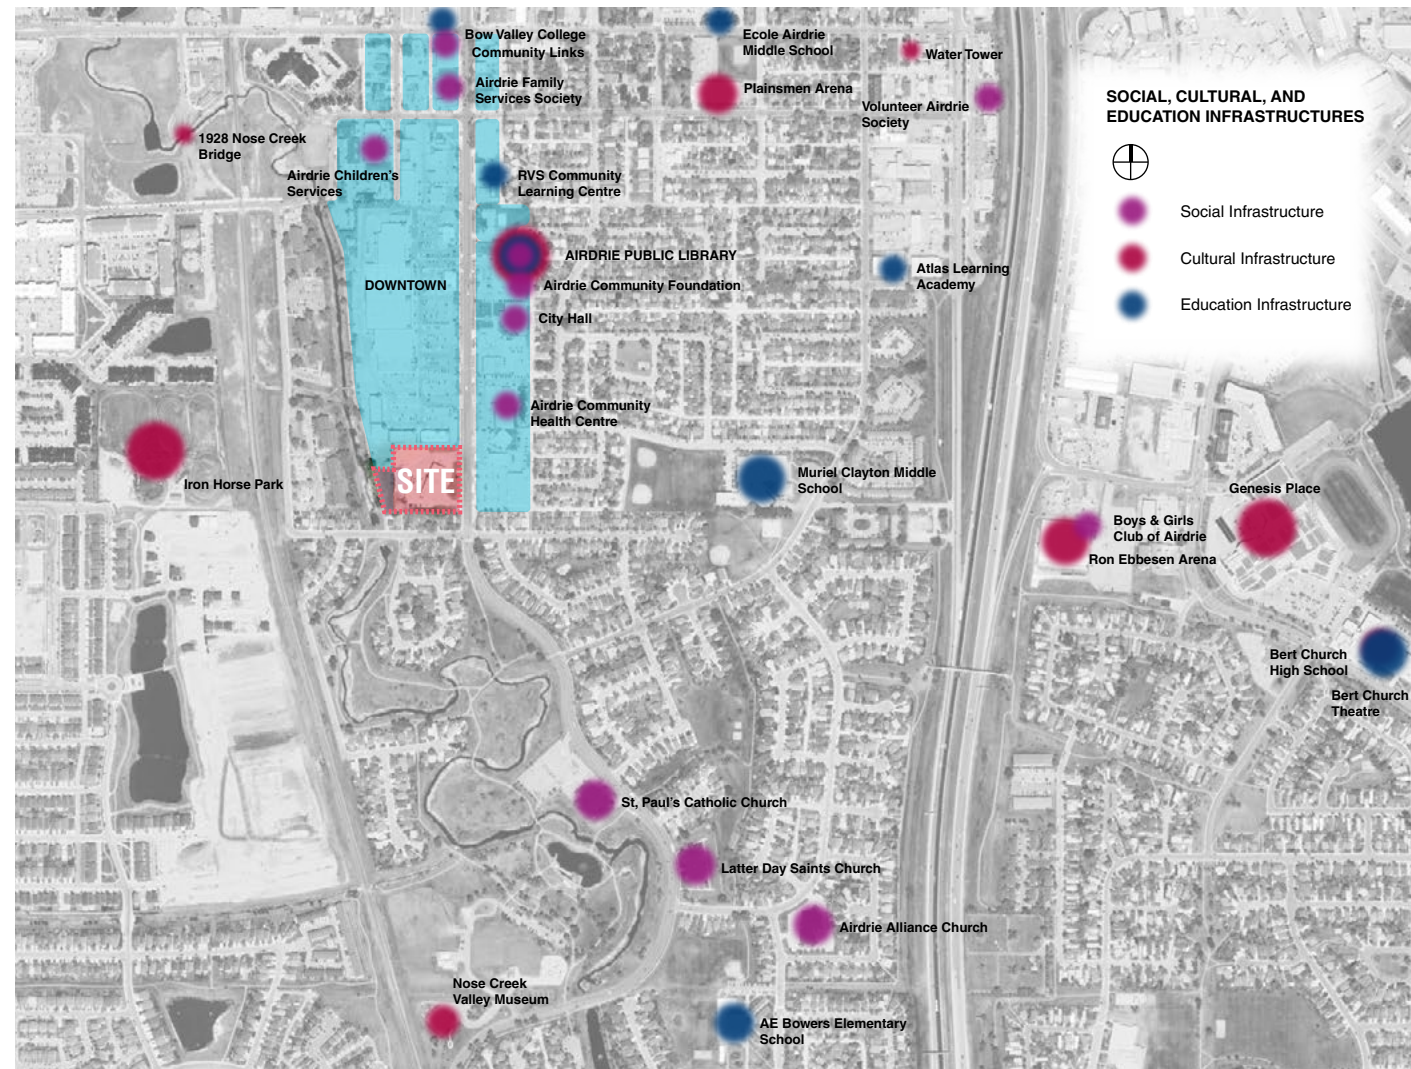 Bow Valley College
Community Links
Ecole Airdrie
Middle School
Water Tower
Airdrie Family
Services Society
Plainsmen Arena
Volunteer Airdrie
Society
SOCIAL, CULTURAL, AND
EDUCATION INFRASTRUCTURES
1928 Nose Creek
Bridge
Airdrie Children's
Services
RVS Community
Learning Centre
Social Infrastructure
Cultural Infrastructure
Education Infrastructure
AIRDRIE PUBLIC LIBRARY
Airdrie Community Foundation
DOWNTOWN
Atlas Learning
Academy
City Hall
Airdrie Community
Health Centre
SITE
Iron Horse Park
Muriel Clayton Middle
School
Genesis Place
Boys & Girls
Club of Airdrie
Ron Ebbesen Arena
Bert Church
High School
Bert Church
Theatre
St, Paul's Catholic Church
Latter Day Saints Church
Airdrie Alliance Church
Nose Creek
Valley Museum
AE Bowers Elementary
School